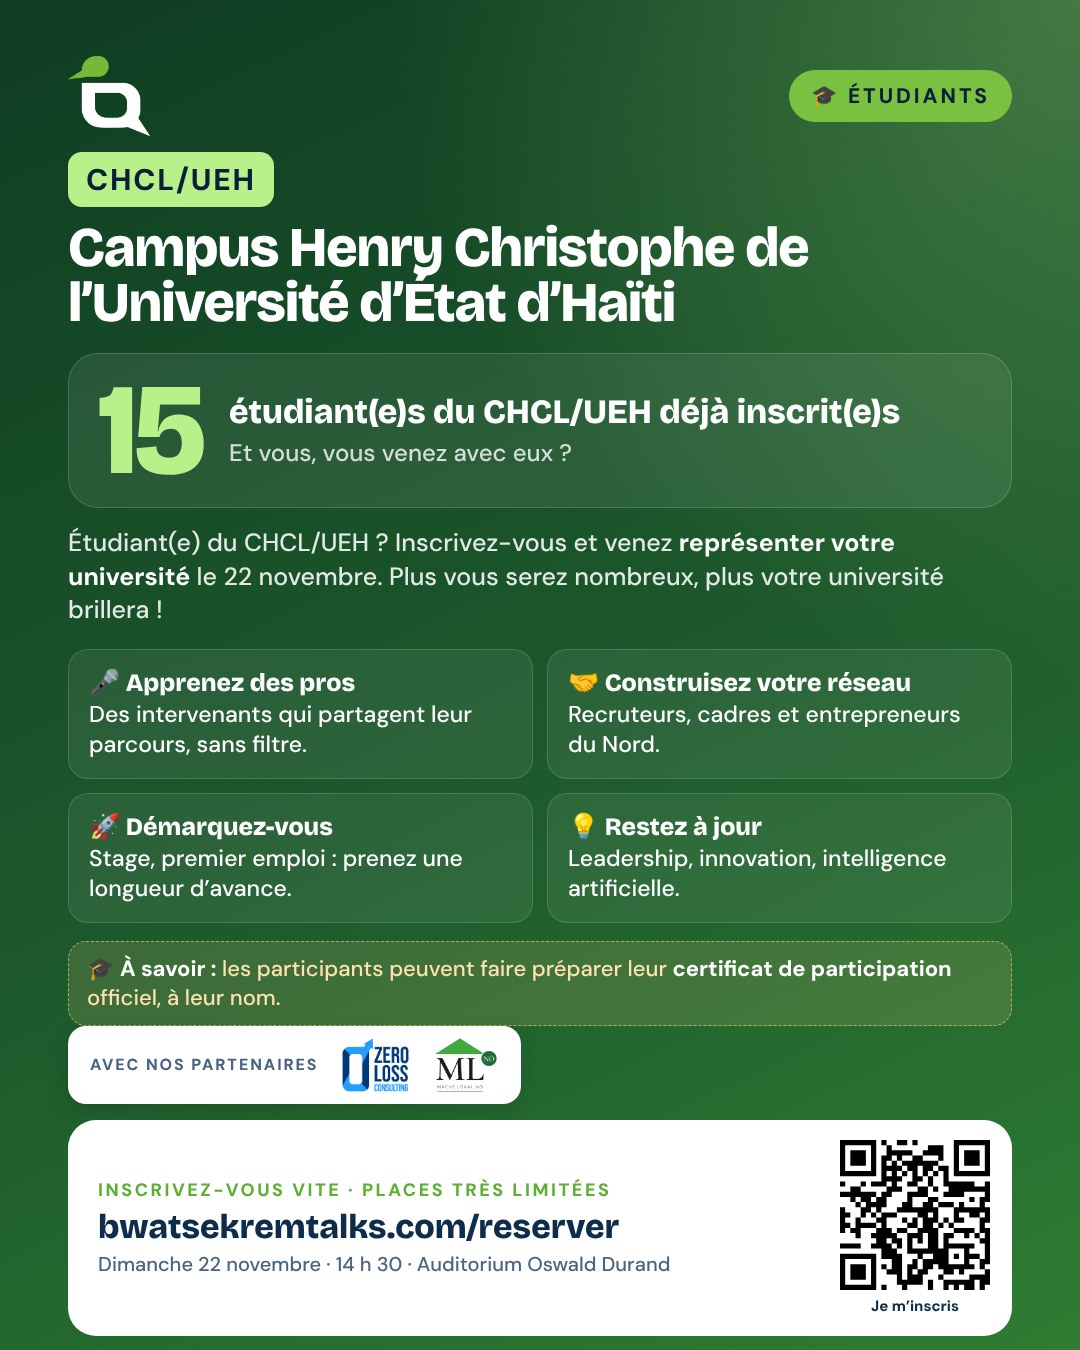 🎓 ÉTUDIANTS
CHCL/UEH
Campus Henry Christophe de
l’Université d’État d’Haïti
15
étudiant(e)s du CHCL/UEH déjà inscrit(e)s
Et vous, vous venez avec eux ?
Étudiant(e) du CHCL/UEH ? Inscrivez-vous et venez représenter votre
université le 22 novembre. Plus vous serez nombreux, plus votre université
brillera !
🎤 Apprenez des pros
Des intervenants qui partagent leur
parcours, sans filtre.
🤝 Construisez votre réseau
Recruteurs, cadres et entrepreneurs
du Nord.
🚀 Démarquez-vous
Stage, premier emploi : prenez une
longueur d’avance.
💡 Restez à jour
Leadership, innovation, intelligence
artificielle.
🎓 À savoir : les participants peuvent faire préparer leur certificat de participation
officiel, à leur nom.
AVEC NOS PARTENAIRES
ZERO
LOSS
CONSULTING
ML
NÒ
MACHE LOKAL NÒ
INSCRIVEZ-VOUS VITE · PLACES TRÈS LIMITÉES
bwatsekremtalks.com/reserver
Dimanche 22 novembre · 14 h 30 · Auditorium Oswald Durand
Je m’inscris